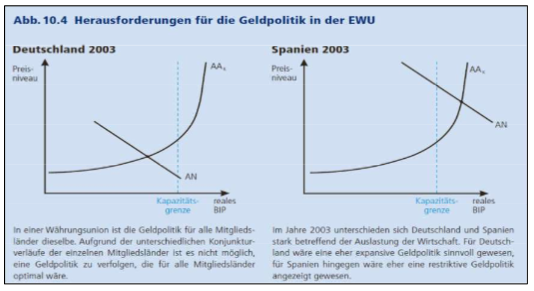 Abb. 10.4 Herausforderungen für die Geldpolitik in der EWU
Deutschland 2003
Preis-
niveau
AAₖ
AN
Kapazitäts-
grenze
reales
BIP
In einer Währungsunion ist die Geldpolitik für alle Mitglieds-
länder dieselbe. Aufgrund der unterschiedlichen Konjunktur-
verläufe der einzelnen Mitgliedsländer ist es nicht möglich,
eine Geldpolitik zu verfolgen, die für alle Mitgliedsländer
optimal wäre.
Spanien 2003
Preis-
niveau
AAₖ
AN
Kapazitäts-
grenze
reales
BIP
Im Jahre 2003 unterschieden sich Deutschland und Spanien
stark betreffend der Auslastung der Wirtschaft. Für Deutsch-
land wäre eine eher expansive Geldpolitik sinnvoll gewesen,
für Spanien hingegen wäre eher eine restriktive Geldpolitik
angezeigt gewesen.